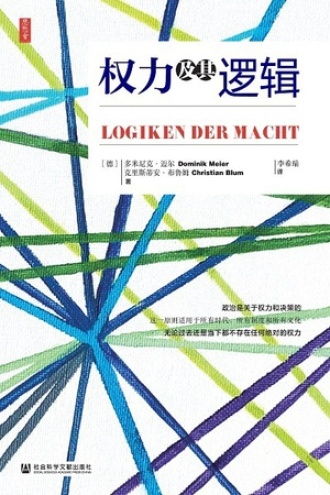 思想会
权力及其逻辑
LOGIKEN DER MACHT
[德] 多米尼克·迈尔 Dominik Meier
克里斯蒂安·布鲁姆 Christian Blum
著
李希瑞
译
政治是关于权力和决策的
这一原则适用于所有时代、所有制度和所有文化
无论过去还是当下都不存在任何绝对的权力
社会科学文献出版社